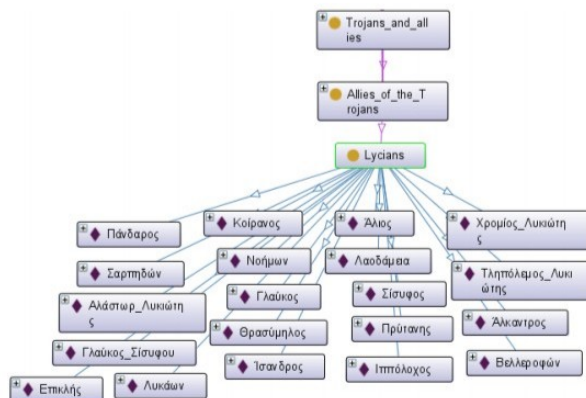 Trojans_and_all
ies
Allies_of_the_T
rojans
Lycians
Πάνδαρος
Κοίρανος
Άλιος
Χρομίος_Λυκιώτη
ς
Σαρπηδών
Νοήμων
Λαοδάμεια
Τληπόλεμος_Λυκι
ώτης
Αλάστωρ_Λυκιώτη
ς
Γλαύκος
Σίσυφος
Θρασύμηλος
Πρύτανης
Άλκαντρος
Γλαύκος_Σίσυφου
Ίσανδρος
Ιππόλοχος
Βελλεροφών
Επικλής
Λυκάων